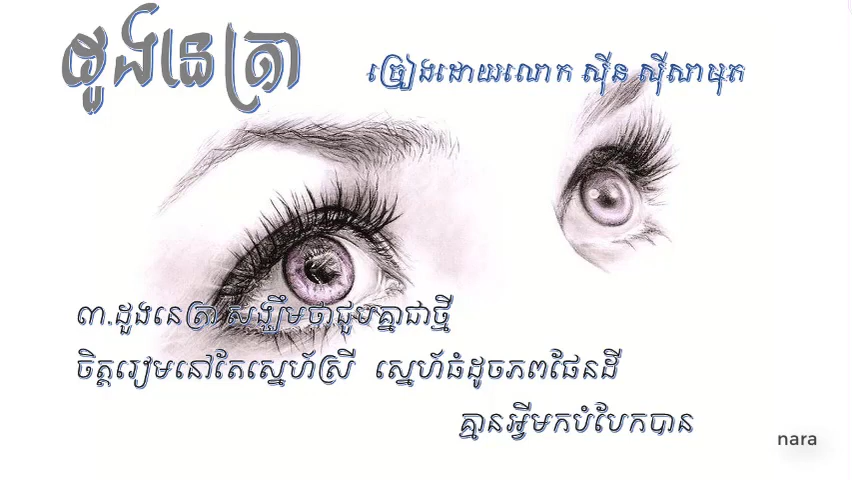 ដួងនេត្រា
ច្រៀងដោយលោក ស៊ីន ស៊ីសាមុត
៣.ដួងនេត្រា សង្ឃឹមថាជួបគ្នាជាថ្មី
ចិត្តរៀមនៅតែស្នេហ៍ស្រី ស្នេហ៍ធំដូចភពផែនដី
គ្មានអ្វីមកបំបែកបាន
nara